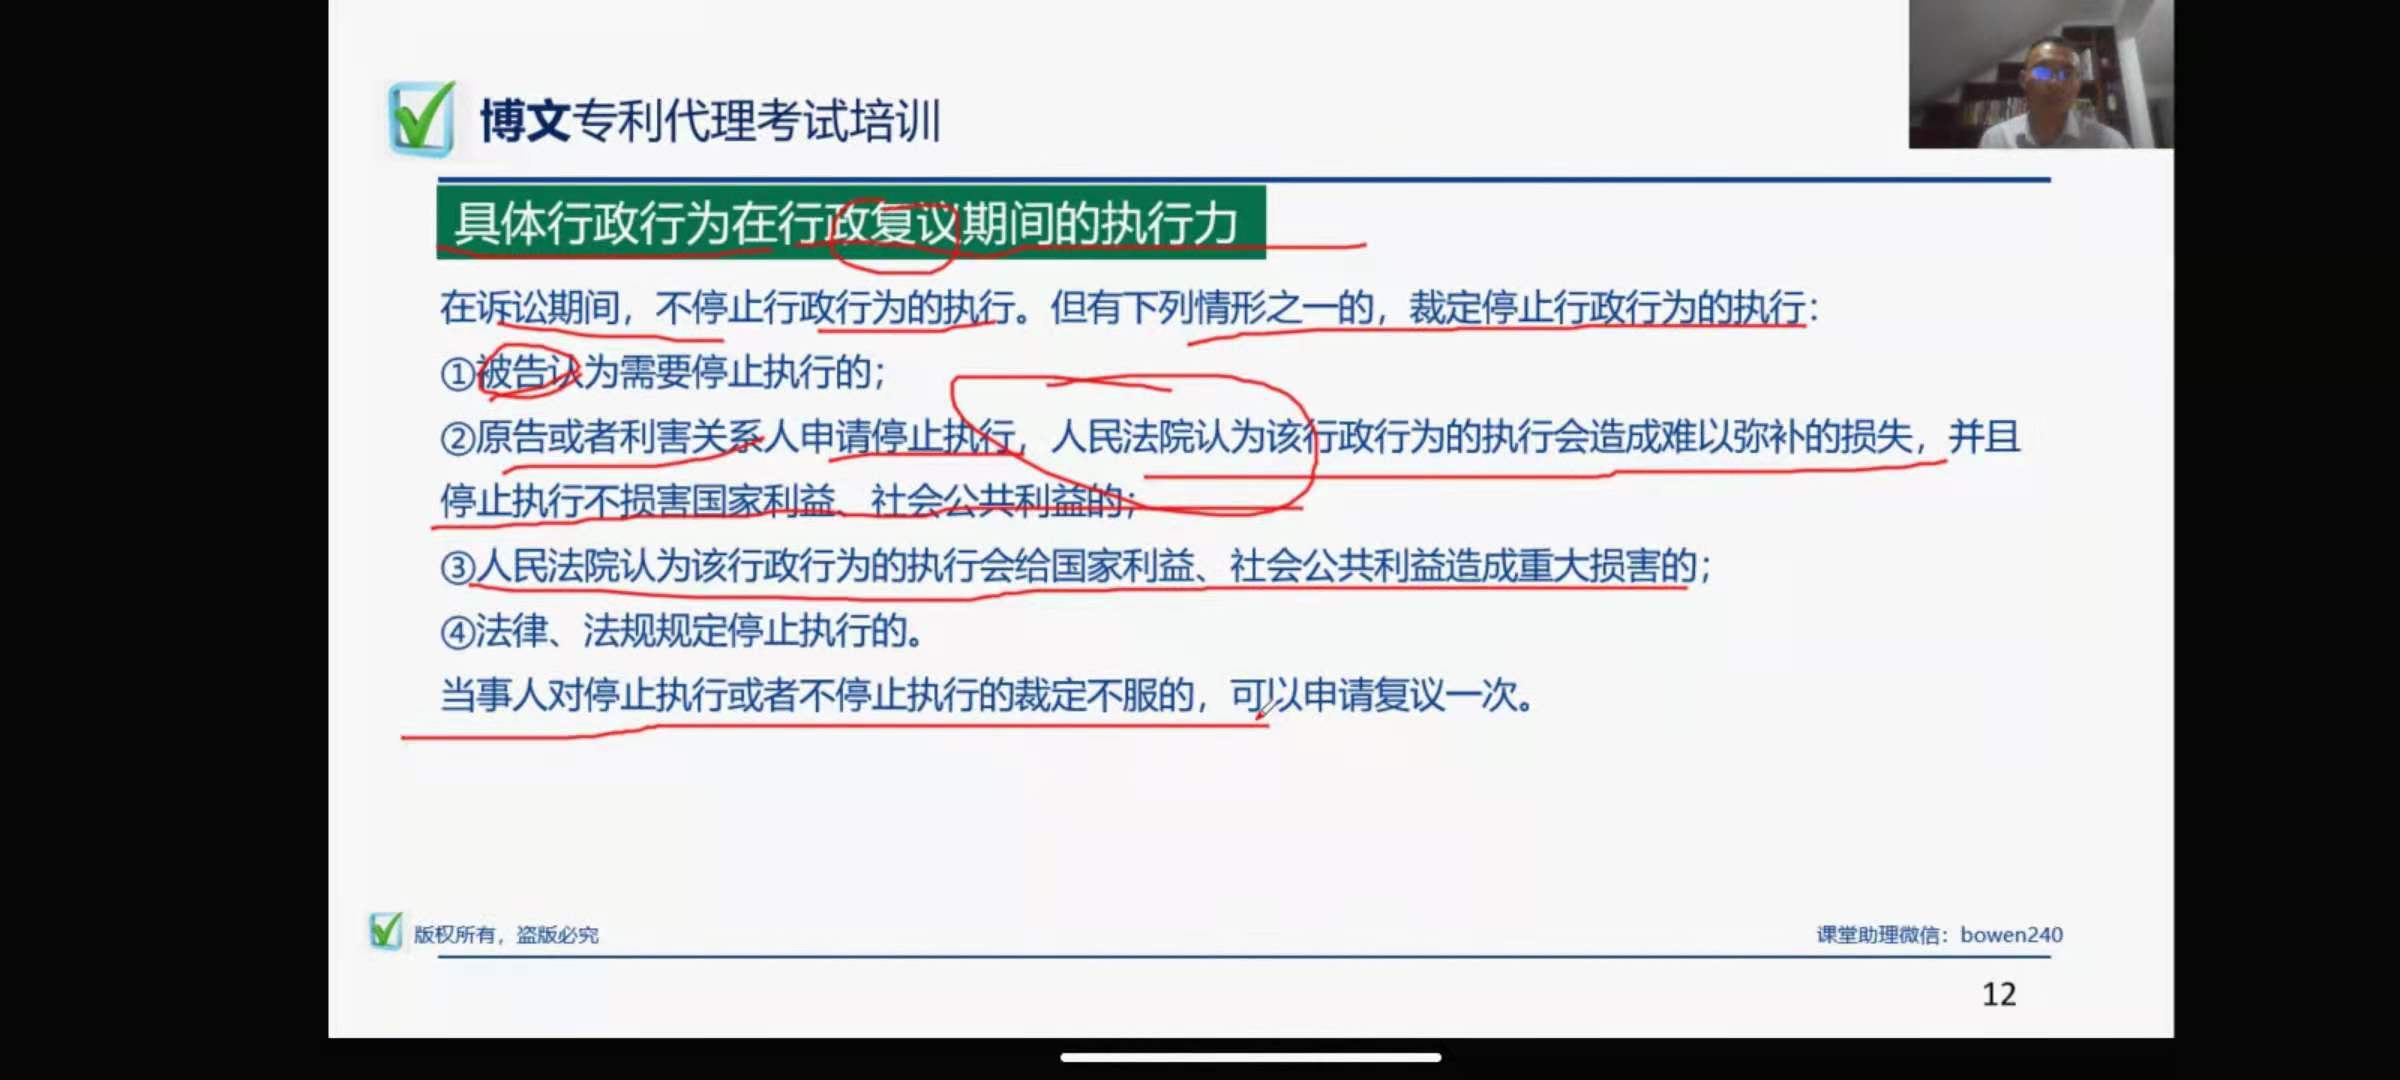 博文专利代理考试培训
具体行政行为在行政复议期间的执行力
在诉讼期间，不停止行政行为的执行。但有下列情形之一的，裁定停止行政行为的执行：
①被告认为需要停止执行的；
②原告或者利害关系人申请停止执行，人民法院认为该行政行为的执行会造成难以弥补的损失，并且
停止执行不损害国家利益、社会公共利益的；
③人民法院认为该行政行为的执行会给国家利益、社会公共利益造成重大损害的；
④法律、法规规定停止执行的。
当事人对停止执行或者不停止执行的裁定不服的，可以申请复议一次。
版权所有，盗版必究
课堂助理微信：bowen240
12